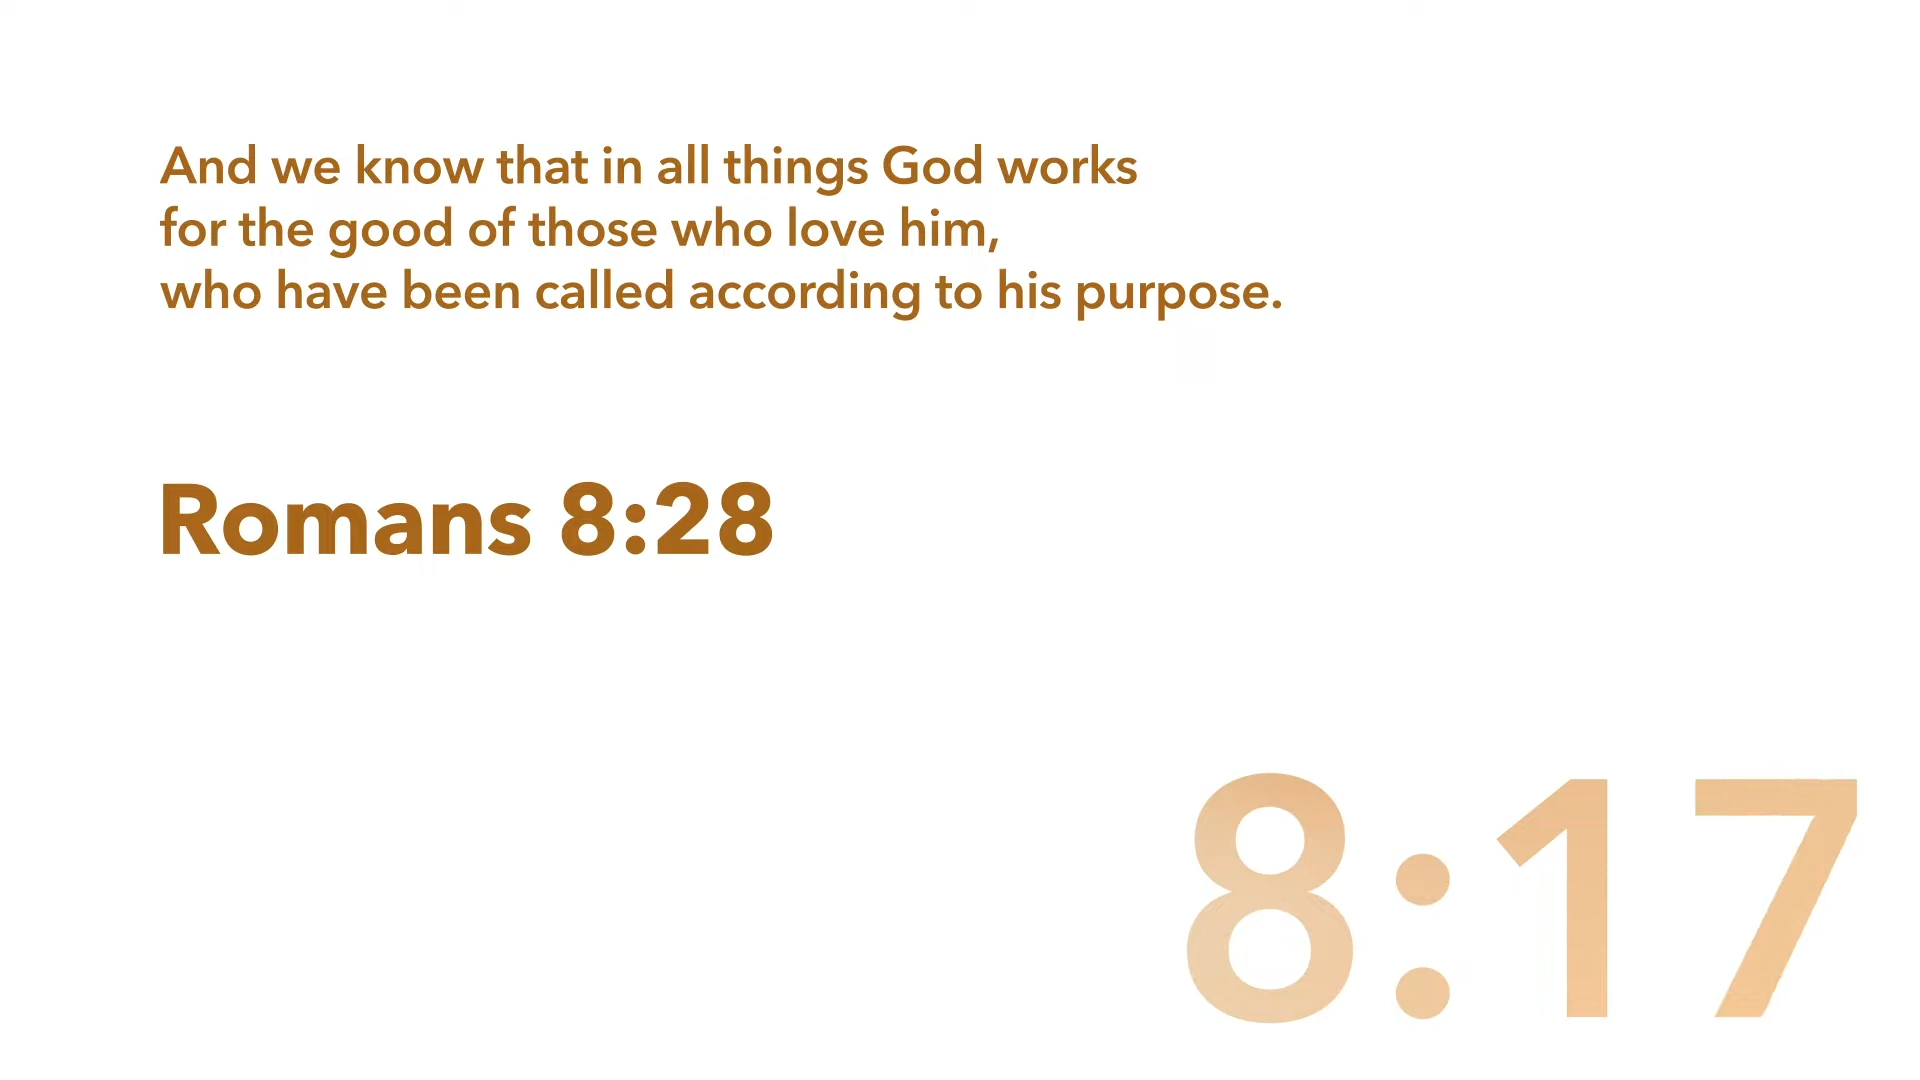 And we know that in all things God works
for the good of those who love him,
who have been called according to his purpose.
Romans 8:28
8:17